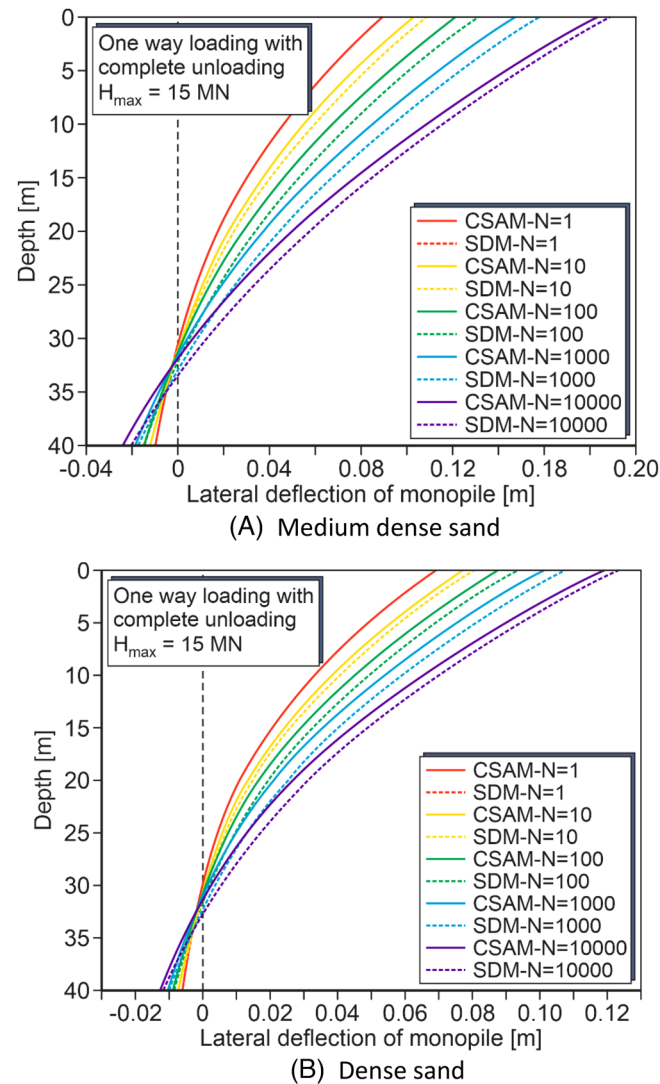 0
5
10
15
20
25
30
35
40
Depth [m]
One way loading with
complete unloading
Hmax = 15 MN
CSAM-N=1
SDM-N=1
CSAM-N=10
SDM-N=10
CSAM-N=100
SDM-N=100
CSAM-N=1000
SDM-N=1000
CSAM-N=10000
SDM-N=10000
-0.04 0 0.04 0.08 0.12 0.16 0.20
Lateral deflection of monopile [m]
(A) Medium dense sand
0
5
10
15
20
25
30
35
40
Depth [m]
One way loading with
complete unloading
Hmax = 15 MN
CSAM-N=1
SDM-N=1
CSAM-N=10
SDM-N=10
CSAM-N=100
SDM-N=100
CSAM-N=1000
SDM-N=1000
CSAM-N=10000
SDM-N=10000
-0.02 0 0.02 0.04 0.06 0.08 0.10 0.12
Lateral deflection of monopile [m]
(B) Dense sand